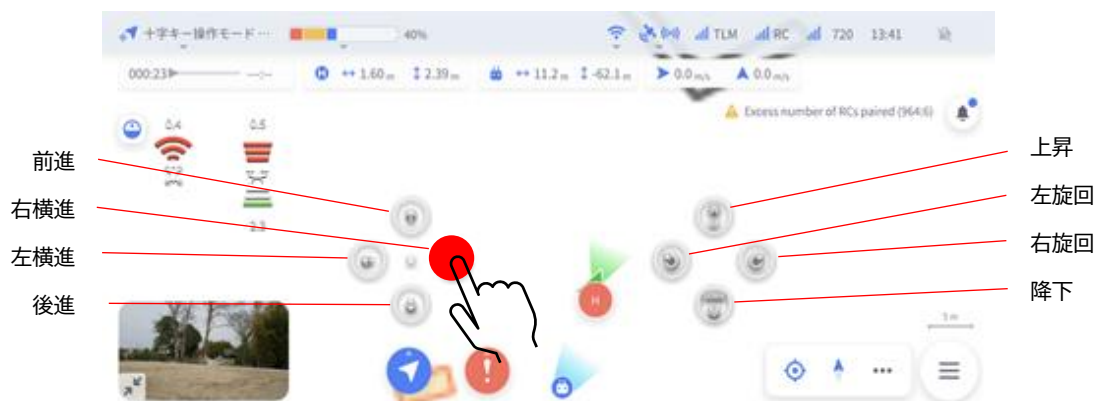 十字キー操作モード … 40% TLM RC 720 13:41
000:23 --:-- H 1.60 m 2.39 m 11.2 m -62.1 m 0.0 m/s 0.0 m/s
Excess number of RCs paired (964:6)
0.4 0.5
前進
右横進
左横進
後進
上昇
左旋回
右旋回
降下
H
5 m